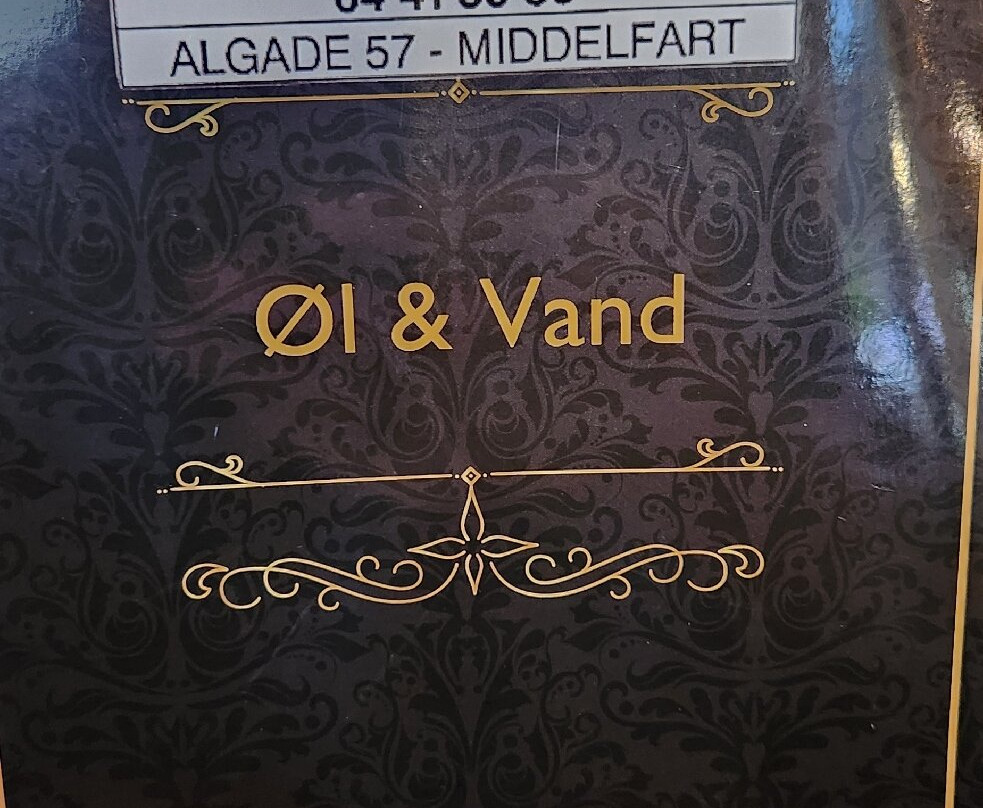 ALGADE 57 - MIDDELFART
Øl & Vand